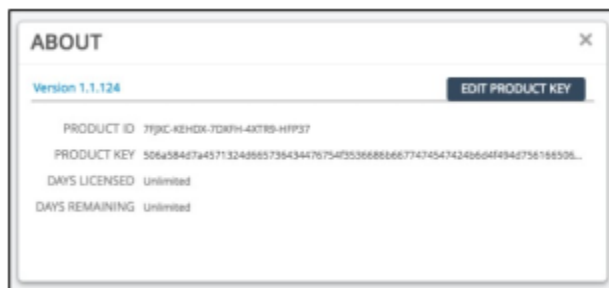 ABOUT ×
Version 1.1.124
EDIT PRODUCT KEY
PRODUCT ID
PRODUCT KEY
DAYS LICENSED Unlimited
DAYS REMAINING Unlimited